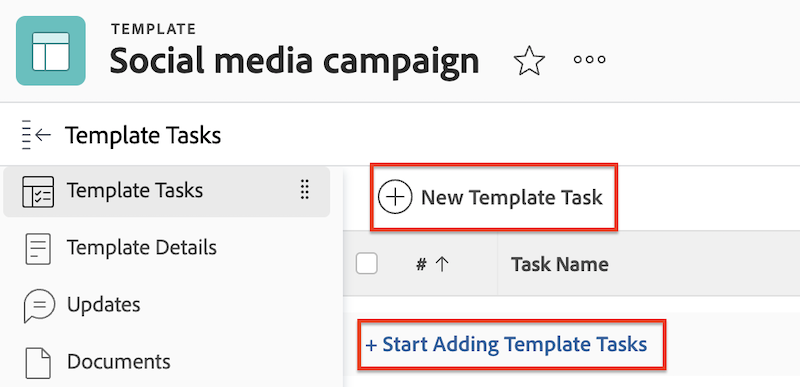 TEMPLATE
Social media campaign
Template Tasks
Template Tasks
New Template Task
Template Details
# ↑ Task Name
Updates
+ Start Adding Template Tasks
Documents